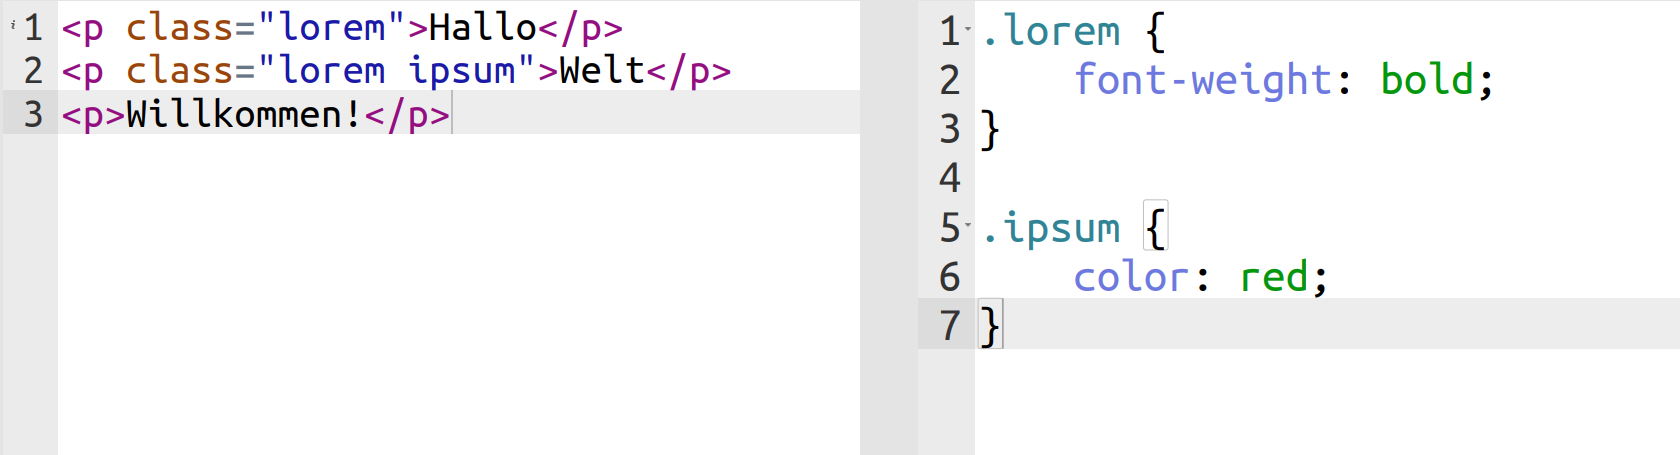 1 <p class="lorem">Hallo</p>
2 <p class="lorem ipsum">Welt</p>
3 <p>Willkommen!</p>
1 .lorem {
2     font-weight: bold;
3 }
4
5 .ipsum {
6     color: red;
7 }